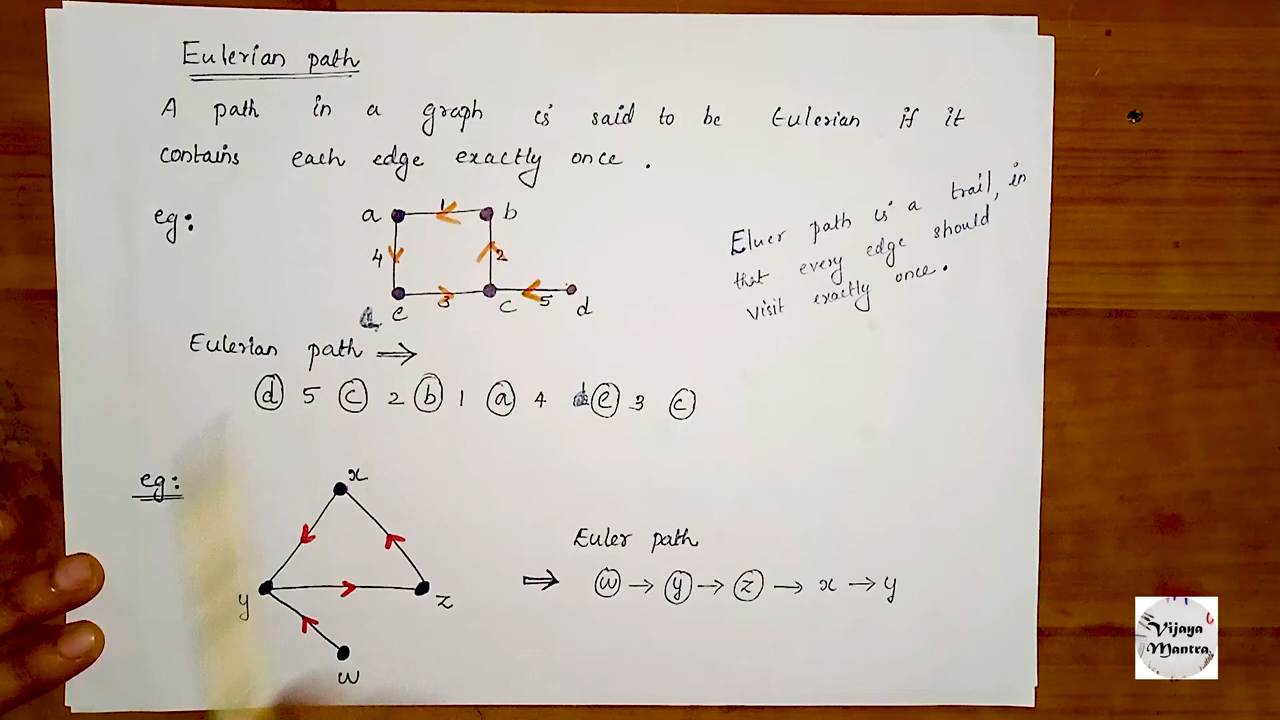 Eulerian path
A path in a graph is said to be Eulerian if it
contains each edge exactly once .
eg:
a 1 b
4 2
e 3 c 5 d
Eluer path is a trail, in
that every edge should
visit exactly once.
Eulerian path ⇒
d 5 c 2 b 1 a 4 e 3 c
eg:
x
y z
w
Euler path
⇒ w → y → z → x → y
Vijaya
Mantra